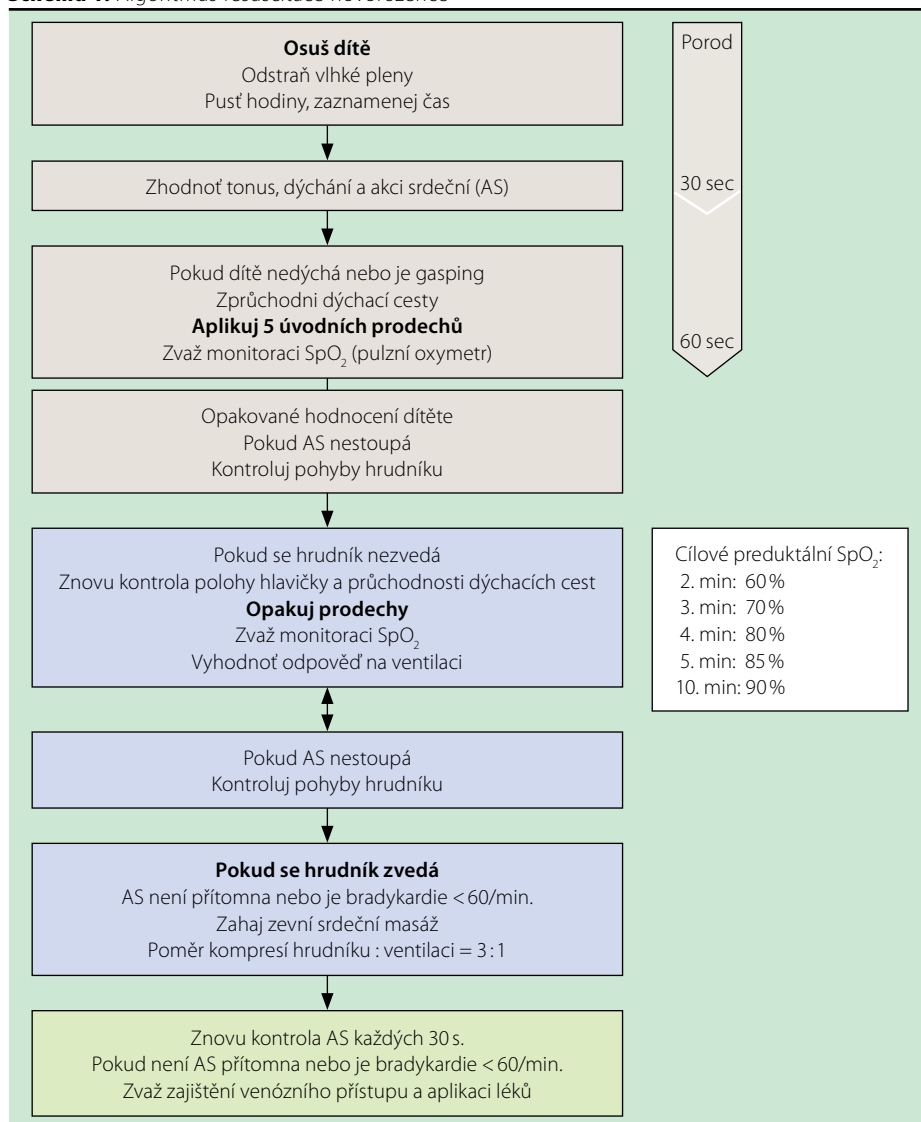 Osuš dítě
Odstraň vlhké pleny
Pusť hodiny, zaznamenej čas
Porod
Zhodnoť tonus, dýchání a akci srdeční (AS)
30 sec
Pokud dítě nedýchá nebo je gasping
Zprůchodni dýchací cesty
Aplikuj 5 úvodních prodechů
Zvaž monitoraci SpO₂ (pulzní oxymetr)
60 sec
Opakované hodnocení dítěte
Pokud AS nestoupá
Kontroluj pohyby hrudníku
Pokud se hrudník nezvedá
Znovu kontrola polohy hlavičky a průchodnosti dýchacích cest
Opakuj prodechy
Zvaž monitoraci SpO₂
Vyhodnoť odpověď na ventilaci
Cílové preduktální SpO₂:
2. min: 60 %
3. min: 70 %
4. min: 80 %
5. min: 85 %
10. min: 90 %
Pokud AS nestoupá
Kontroluj pohyby hrudníku
Pokud se hrudník zvedá
AS není přítomna nebo je bradykardie < 60/min.
Zahaj zevní srdeční masáž
Poměr kompresí hrudníku : ventilaci = 3 : 1
Znovu kontrola AS každých 30 s.
Pokud není AS přítomna nebo je bradykardie < 60/min.
Zvaž zajištění venózního přístupu a aplikaci léků